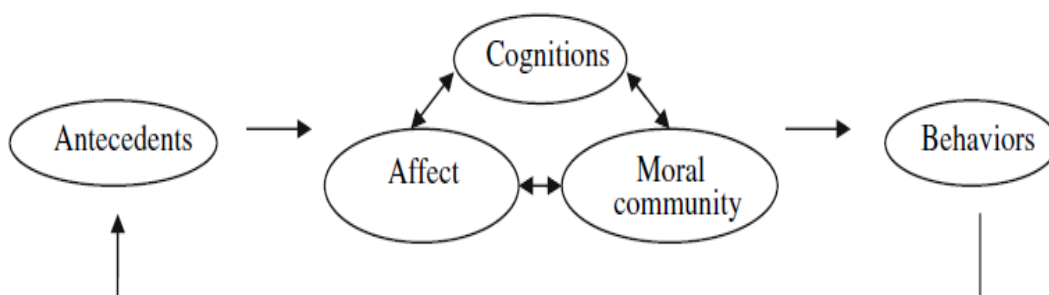 Cognitions
Antecedents
Affect
Moral
community
Behaviors